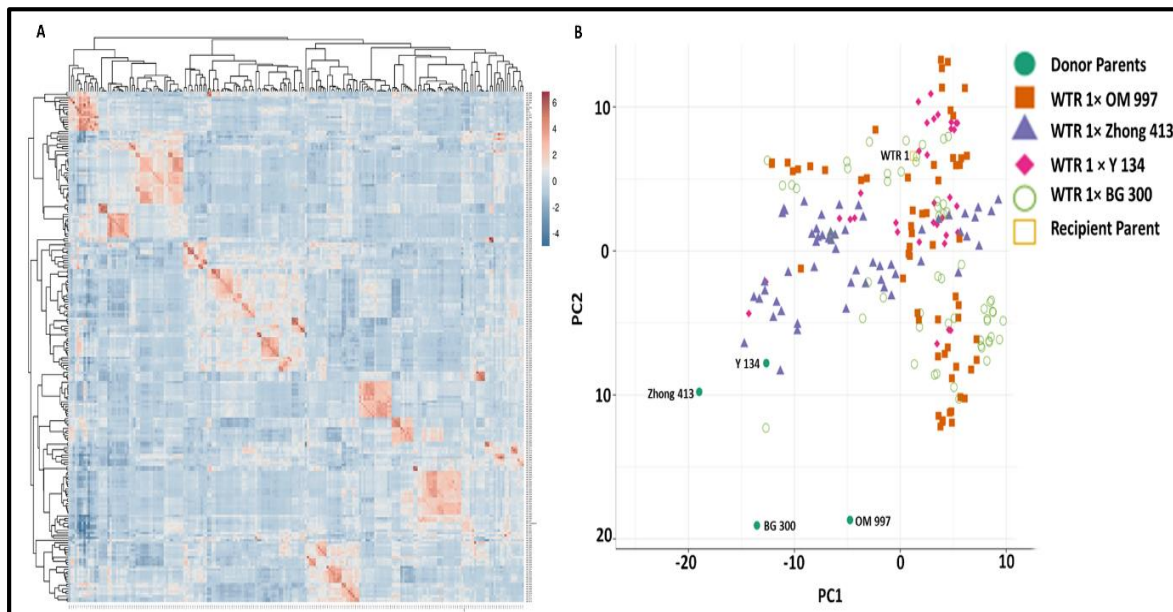 A
6
4
2
0
-2
-4
B
Donor Parents
WTR 1× OM 997
WTR 1× Zhong 413
WTR 1 × Y 134
WTR 1× BG 300
Recipient Parent
10
0
10
20
PC2
WTR 1
Y 134
Zhong 413
BG 300
OM 997
-20
-10
0
10
PC1